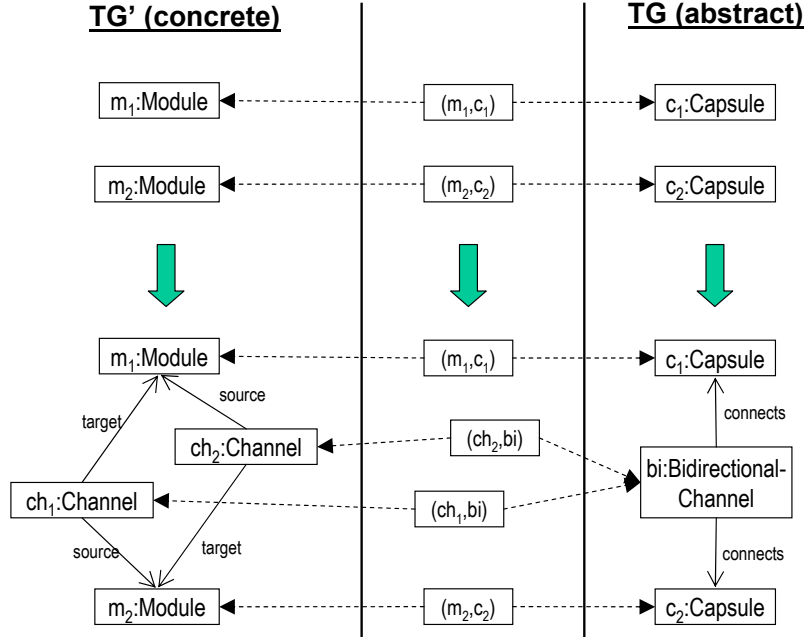 TG’ (concrete)
TG (abstract)
m₁:Module
(m₁,c₁)
c₁:Capsule
m₂:Module
(m₂,c₂)
c₂:Capsule
m₁:Module
(m₁,c₁)
c₁:Capsule
source
target
connects
ch₂:Channel
(ch₂,bi)
bi:Bidirectional-
Channel
ch₁:Channel
(ch₁,bi)
source
target
connects
m₂:Module
(m₂,c₂)
c₂:Capsule